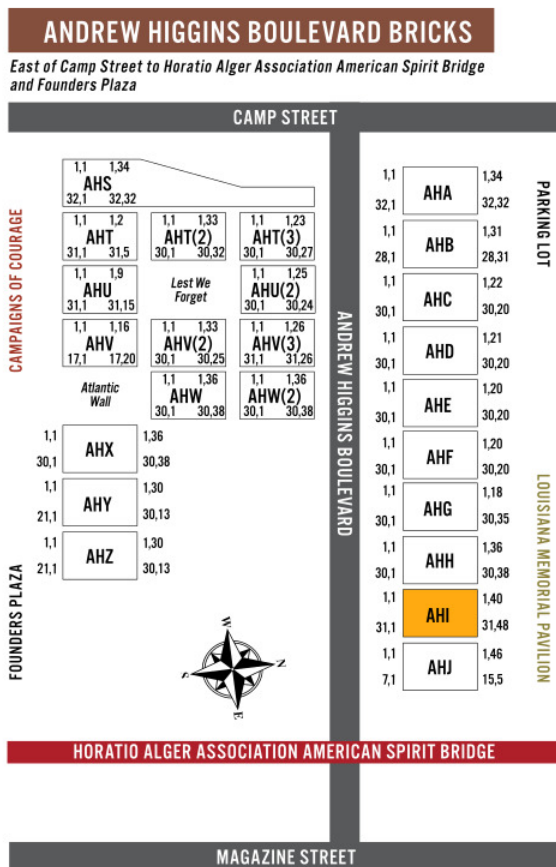 ANDREW HIGGINS BOULEVARD BRICKS
East of Camp Street to Horatio Alger Association American Spirit Bridge
and Founders Plaza
CAMP STREET
CAMPAIGNS OF COURAGE
1,1 1,34
AHS
32,1 32,32
1,1 1,2
AHT
31,1 31,5
1,1 1,33
AHT(2)
30,1 30,32
1,1 1,23
AHT(3)
30,1 30,27
1,1 1,9
AHU
31,1 31,15
Lest We
Forget
1,1 1,25
AHU(2)
30,1 30,24
1,1 1,16
AHV
17,1 17,20
1,1 1,33
AHV(2)
30,1 30,25
1,1 1,26
AHV(3)
31,1 31,26
Atlantic
Wall
1,1 1,36
AHW
30,1 30,38
1,1 1,36
AHW(2)
30,1 30,38
FOUNDERS PLAZA
1,1 1,36
AHX
30,1 30,38
1,1 1,30
AHY
21,1 30,13
1,1 1,30
AHZ
21,1 30,13
W
N
E
ANDREW HIGGINS BOULEVARD
1,1 1,34
AHA
32,1 32,32
1,1 1,31
AHB
28,1 28,31
1,1 1,22
AHC
30,1 30,20
1,1 1,21
AHD
30,1 30,20
1,1 1,20
AHE
30,1 30,20
1,1 1,20
AHF
30,1 30,20
1,1 1,18
AHG
30,1 30,35
1,1 1,36
AHH
30,1 30,38
1,1 1,40
AHI
31,1 31,48
1,1 1,46
AHJ
7,1 15,5
PARKING LOT
LOUISIANA MEMORIAL PAVILION
HORATIO ALGER ASSOCIATION AMERICAN SPIRIT BRIDGE
MAGAZINE STREET